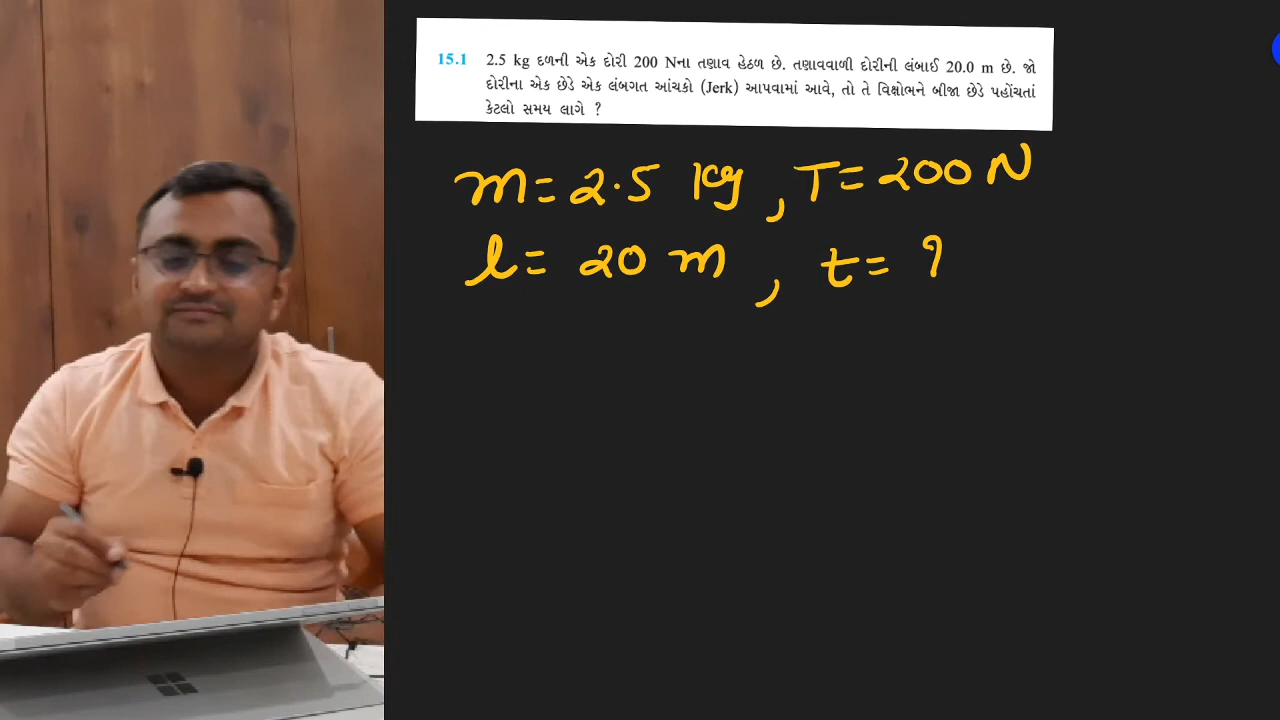 15.1 2.5 kg દળની એક દોરી 200 Nના તણાવ હેઠળ છે. તણાવવાળી દોરીની લંબાઈ 20.0 m છે. જો
દોરીના એક છેડે એક લંબગત આંચકો (Jerk) આપવામાં આવે, તો તે વિક્ષોભને બીજા છેડે પહોંચતાં
કેટલો સમય લાગે ?
m = 2.5 kg , T = 200 N
l = 20 m , t = ?